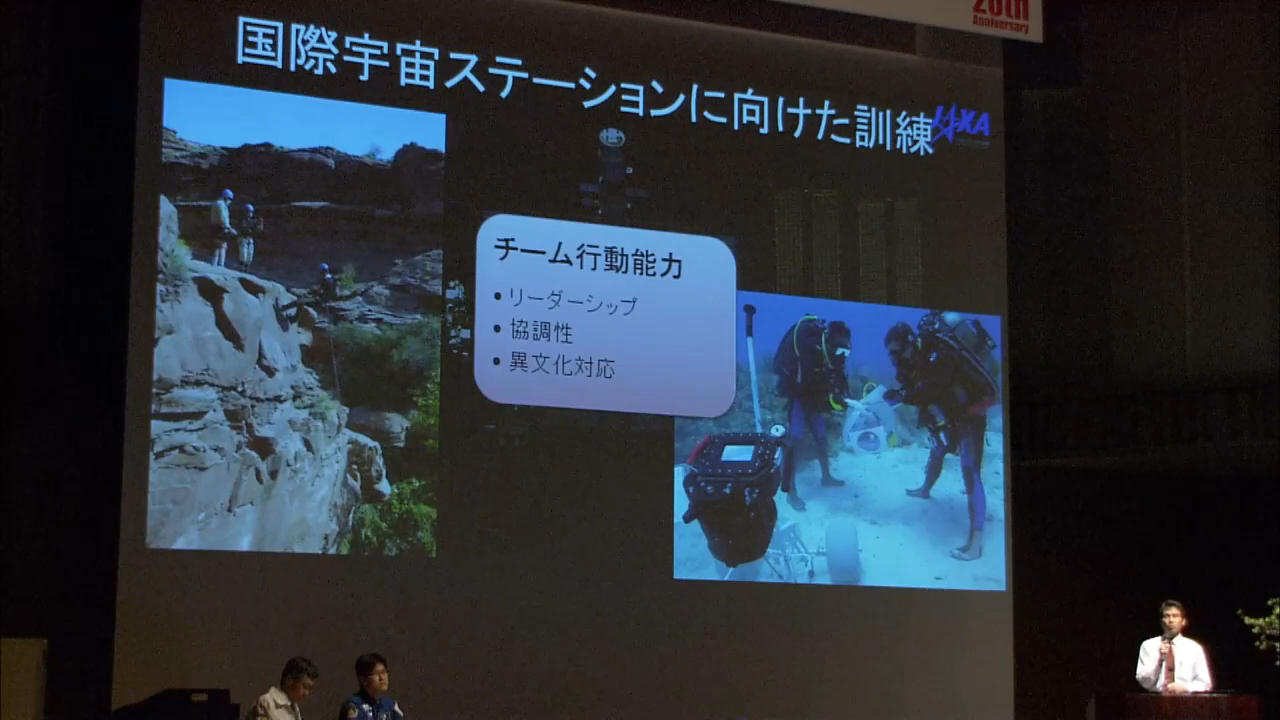 20th
Anniversary
国際宇宙ステーションに向けた訓練
JAXA
チーム行動能力
• リーダーシップ
• 協調性
• 異文化対応